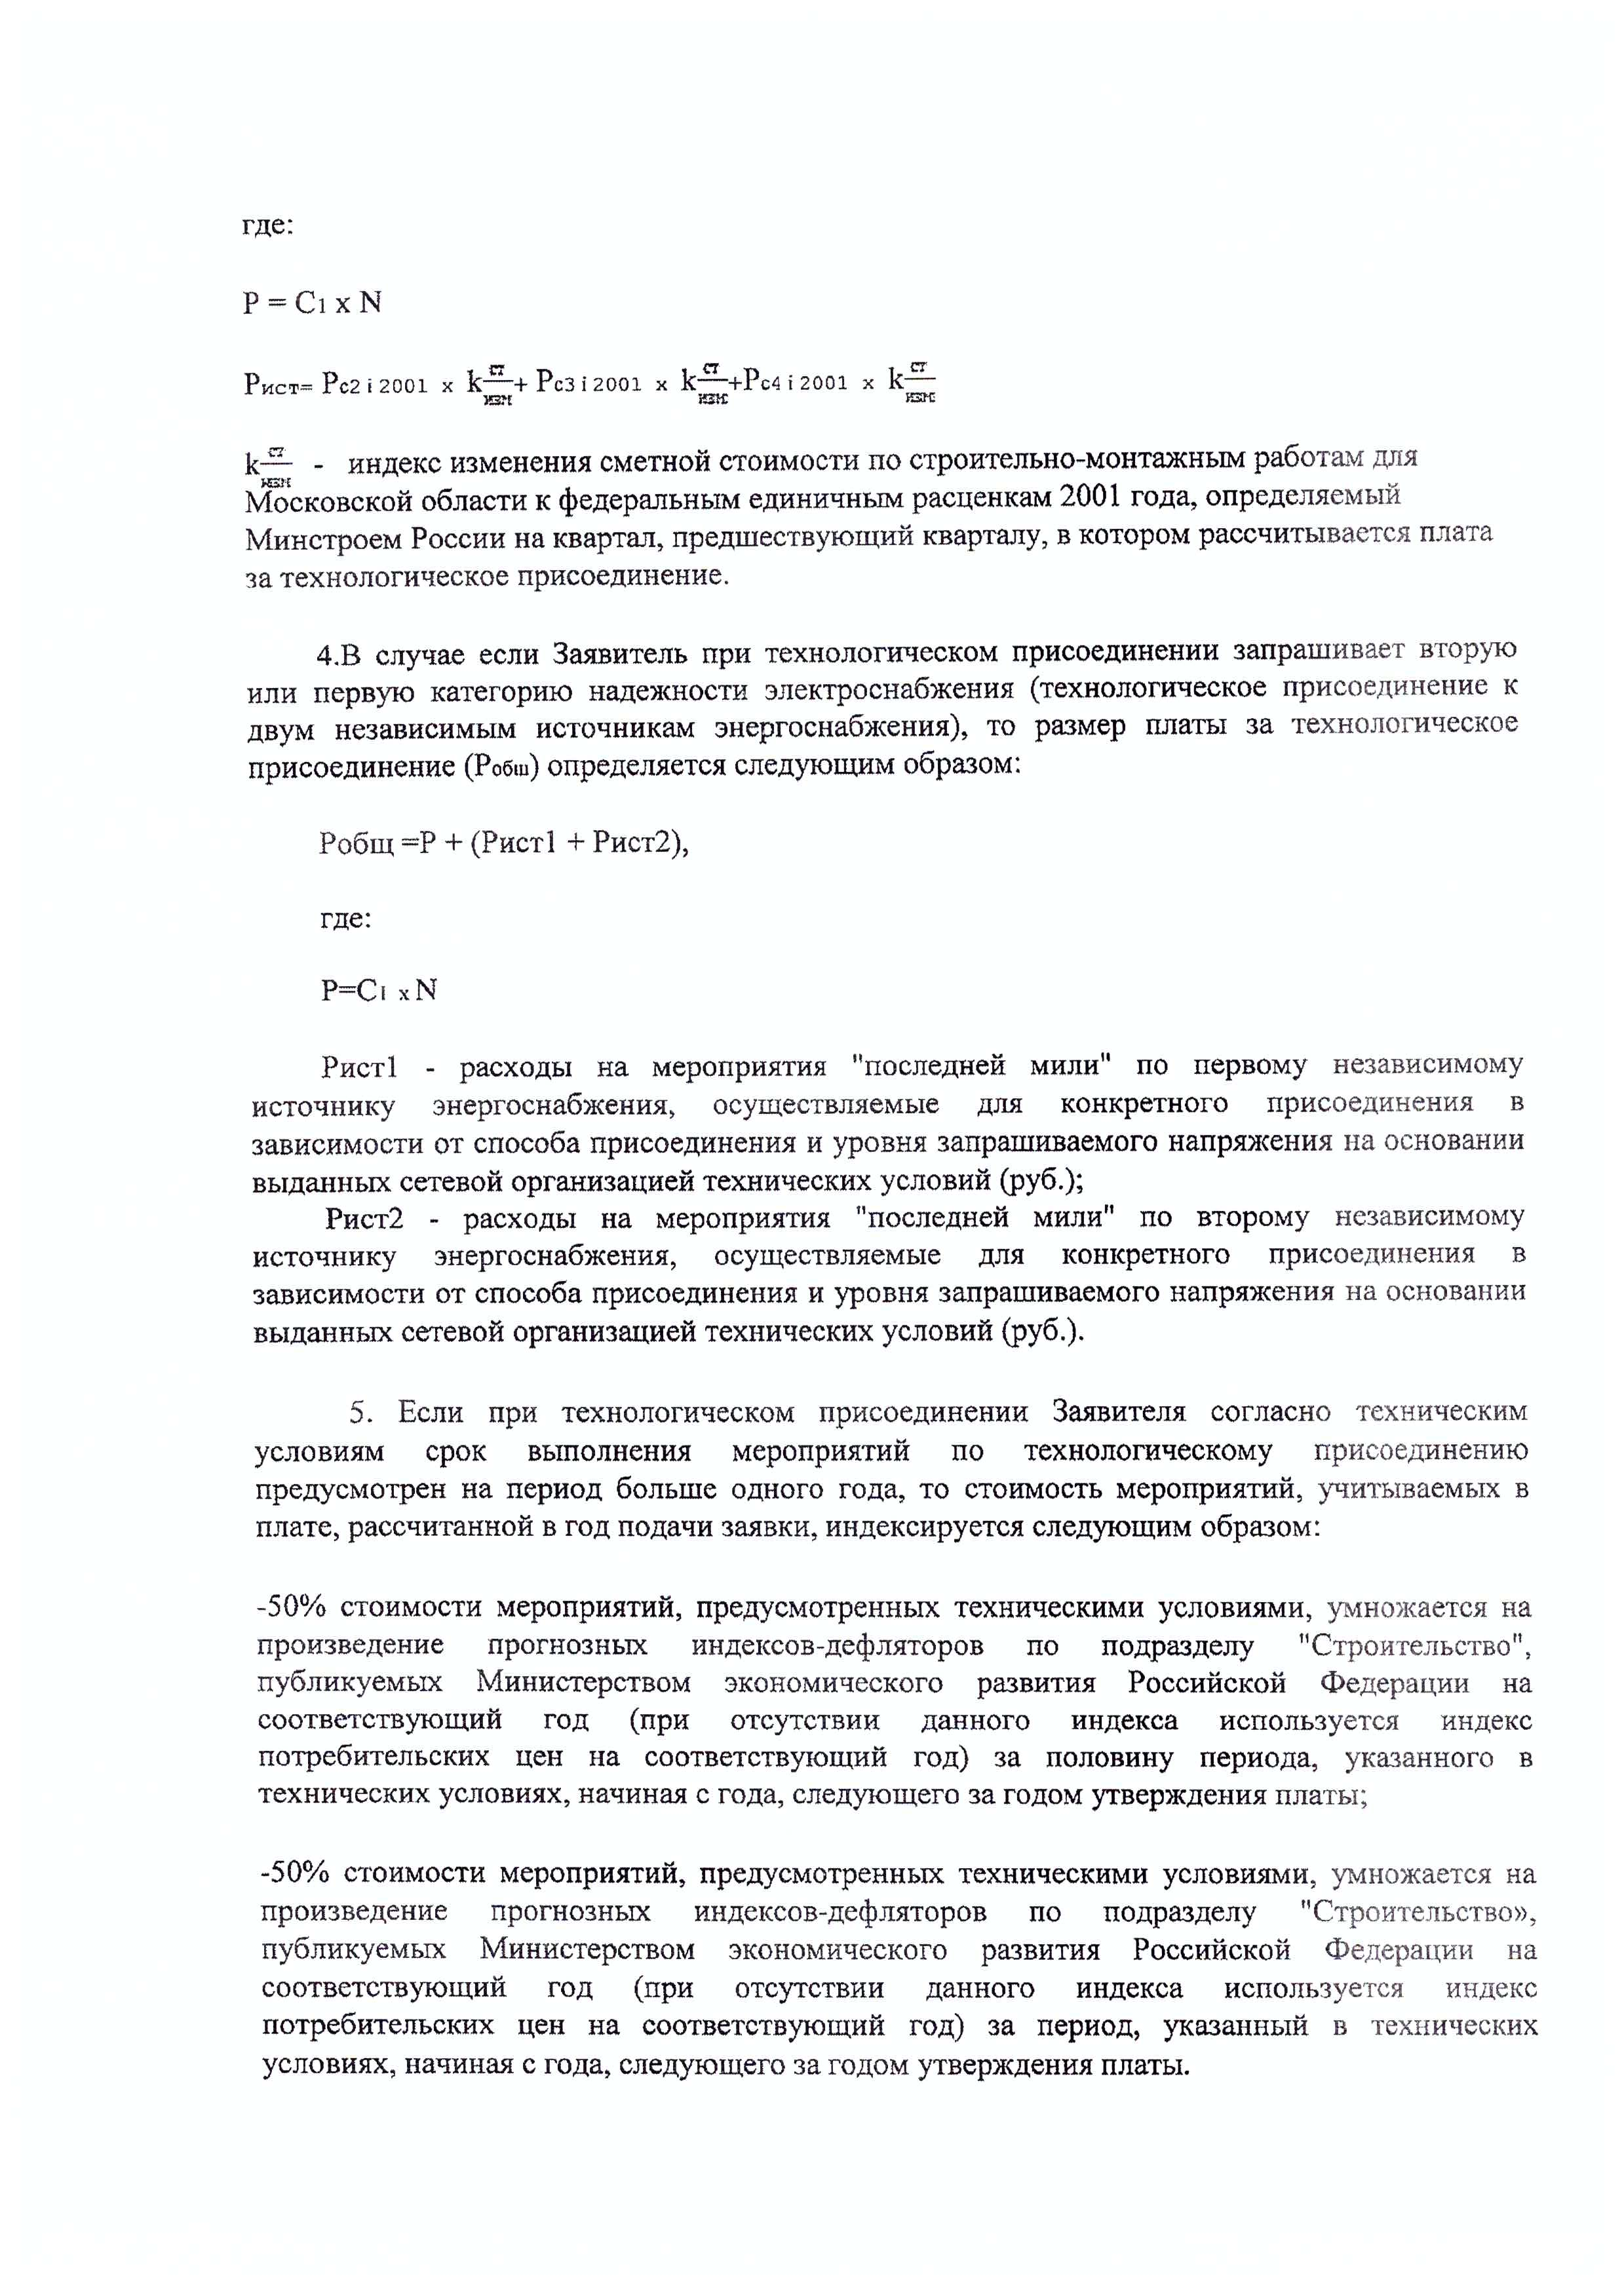 где:
P = C1 x N
Рист= Рс2 i 2001 x k ст/изм + Рс3 i 2001 x k ст/изм +Рс4 i 2001 x k ст/изм
k ст/изм - индекс изменения сметной стоимости по строительно-монтажным работам для
Московской области к федеральным единичным расценкам 2001 года, определяемый
Минстроем России на квартал, предшествующий кварталу, в котором рассчитывается плата
за технологическое присоединение.
4.В случае если Заявитель при технологическом присоединении запрашивает вторую
или первую категорию надежности электроснабжения (технологическое присоединение к
двум независимым источникам энергоснабжения), то размер платы за технологическое
присоединение (Робщ) определяется следующим образом:
Робщ =Р + (Рист1 + Рист2),
где:
P=C1 x N
Рист1 - расходы на мероприятия "последней мили" по первому независимому
источнику энергоснабжения, осуществляемые для конкретного присоединения в
зависимости от способа присоединения и уровня запрашиваемого напряжения на основании
выданных сетевой организацией технических условий (руб.);
Рист2 - расходы на мероприятия "последней мили" по второму независимому
источнику энергоснабжения, осуществляемые для конкретного присоединения в
зависимости от способа присоединения и уровня запрашиваемого напряжения на основании
выданных сетевой организацией технических условий (руб.).
5. Если при технологическом присоединении Заявителя согласно техническим
условиям срок выполнения мероприятий по технологическому присоединению
предусмотрен на период больше одного года, то стоимость мероприятий, учитываемых в
плате, рассчитанной в год подачи заявки, индексируется следующим образом:
-50% стоимости мероприятий, предусмотренных техническими условиями, умножается на
произведение прогнозных индексов-дефляторов по подразделу "Строительство",
публикуемых Министерством экономического развития Российской Федерации на
соответствующий год (при отсутствии данного индекса используется индекс
потребительских цен на соответствующий год) за половину периода, указанного в
технических условиях, начиная с года, следующего за годом утверждения платы;
-50% стоимости мероприятий, предусмотренных техническими условиями, умножается на
произведение прогнозных индексов-дефляторов по подразделу "Строительство»,
публикуемых Министерством экономического развития Российской Федерации на
соответствующий год (при отсутствии данного индекса используется индекс
потребительских цен на соответствующий год) за период, указанный в технических
условиях, начиная с года, следующего за годом утверждения платы.